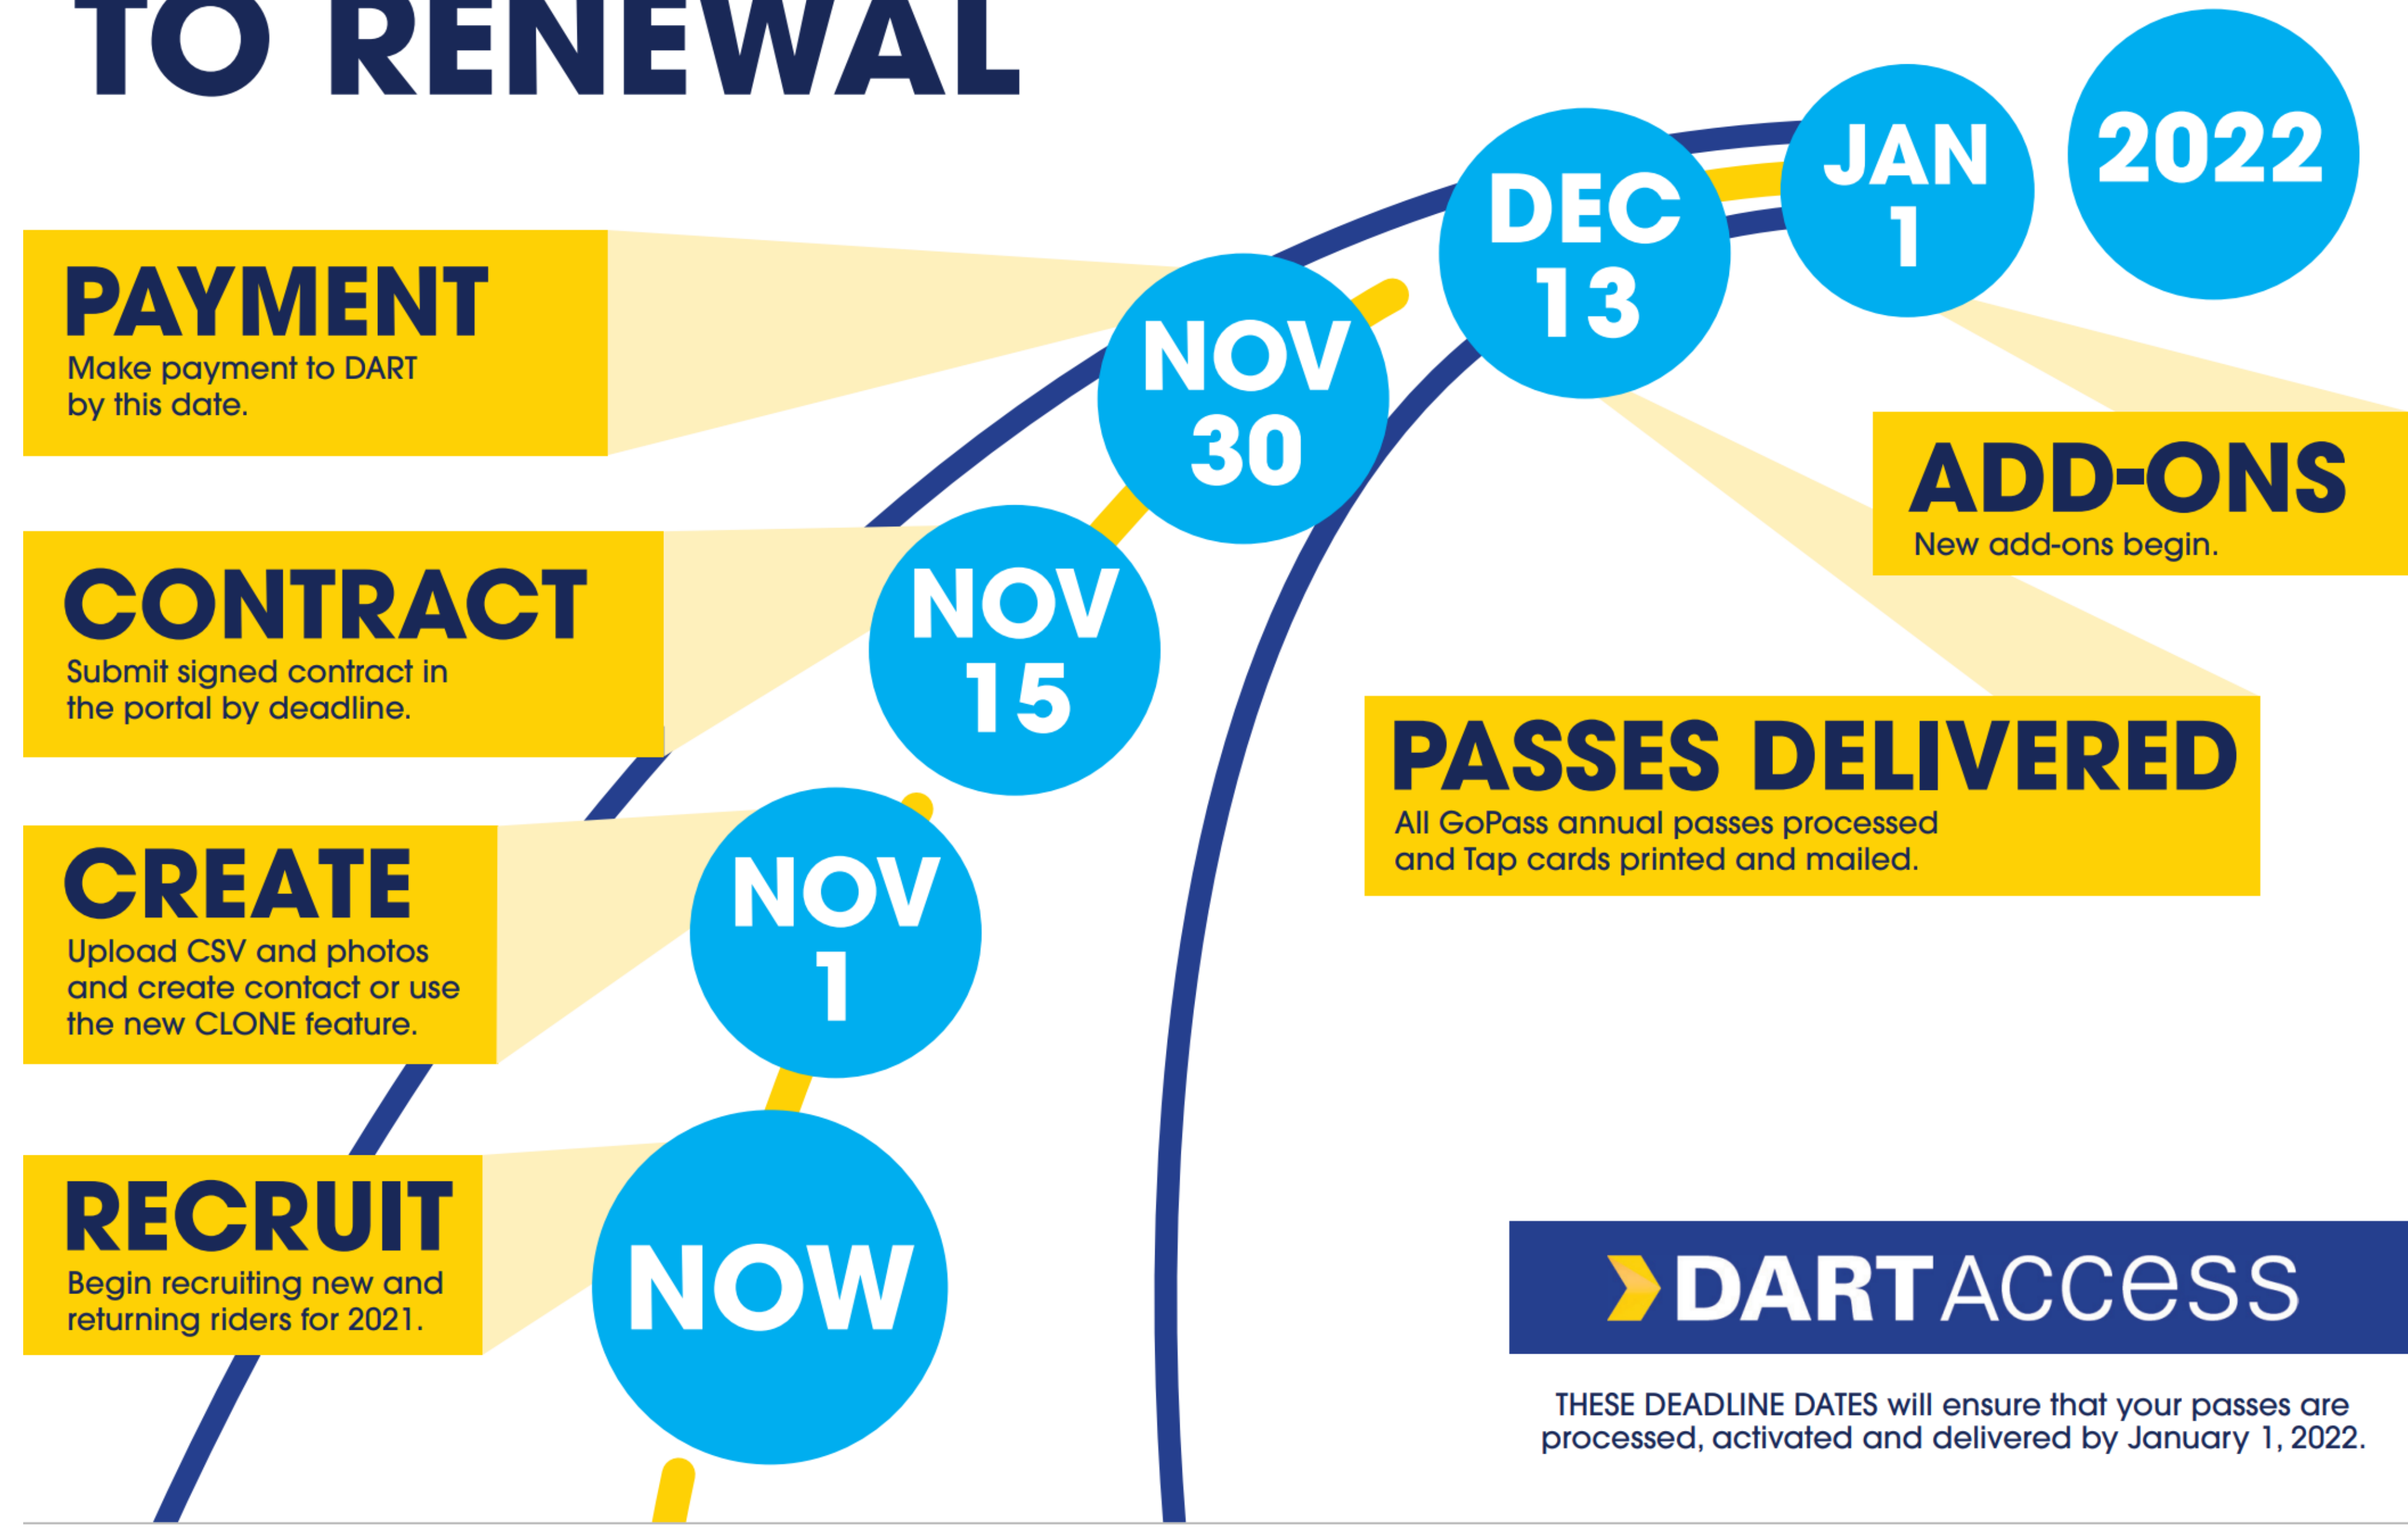 TO RENEWAL
2022
JAN
1
DEC
13
NOV
30
NOV
15
NOV
1
NOW
PAYMENT
Make payment to DART
by this date.
CONTRACT
Submit signed contract in
the portal by deadline.
CREATE
Upload CSV and photos
and create contact or use
the new CLONE feature.
RECRUIT
Begin recruiting new and
returning riders for 2021.
ADD-ONS
New add-ons begin.
PASSES DELIVERED
All GoPass annual passes processed
and Tap cards printed and mailed.
DARTACCeSS
THESE DEADLINE DATES will ensure that your passes are
processed, activated and delivered by January 1, 2022.